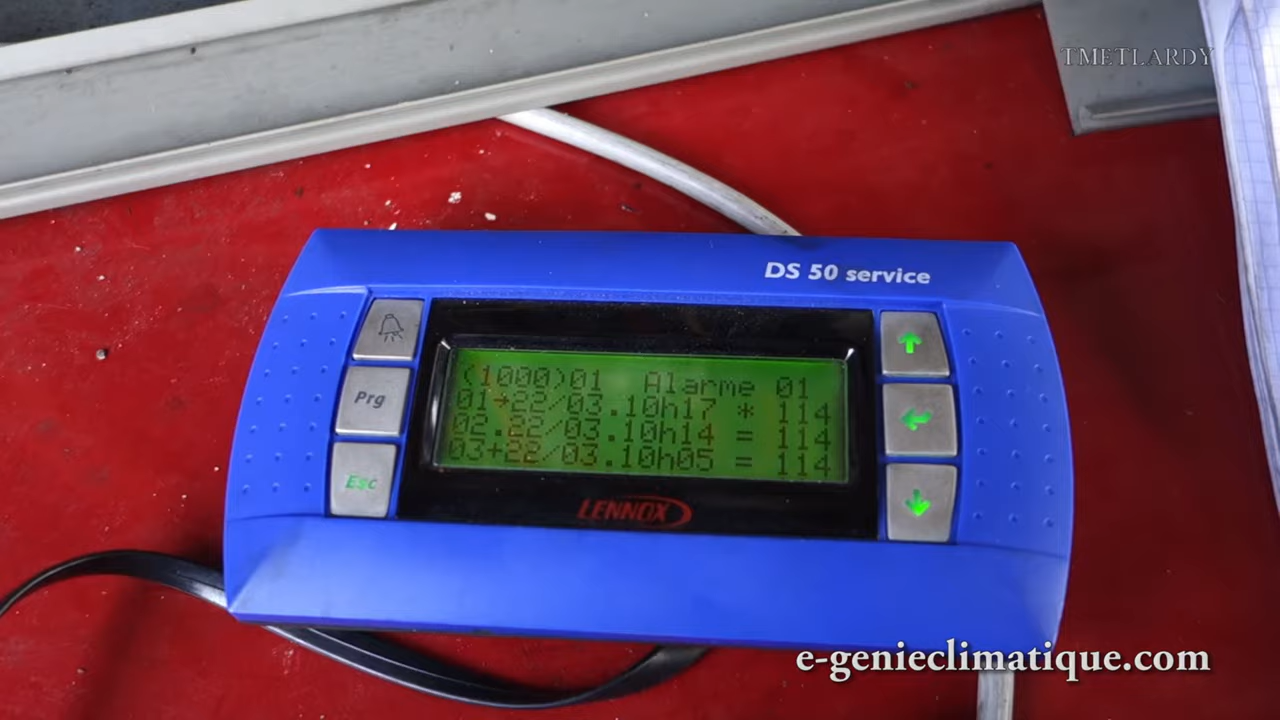 TMETLARDY
DS 50 service
Prg
Esc
(1000)01 Alarme 01
01→22/03.10h17 * 114
02.22/03.10h14 = 114
03+22/03.10h05 = 114
LENNOX
e-genieclimatique.com